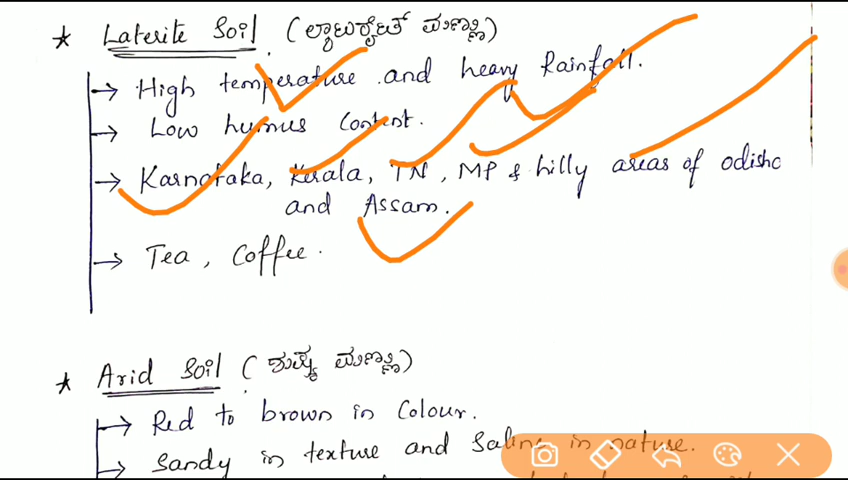 ★ Laterite Soil. (ಲ್ಯಾಟರೈಟ್ ಮಣ್ಣು)
→ High temperature and heavy Rainfall.
→ Low humus content.
→ Karnataka, Kerala, TN, MP & hilly areas of odisha
and Assam.
→ Tea, Coffee.
★ Arid Soil (ಶುಷ್ಕ ಮಣ್ಣು)
→ Red to brown in Colour.
→ Sandy in texture and Saline in nature.